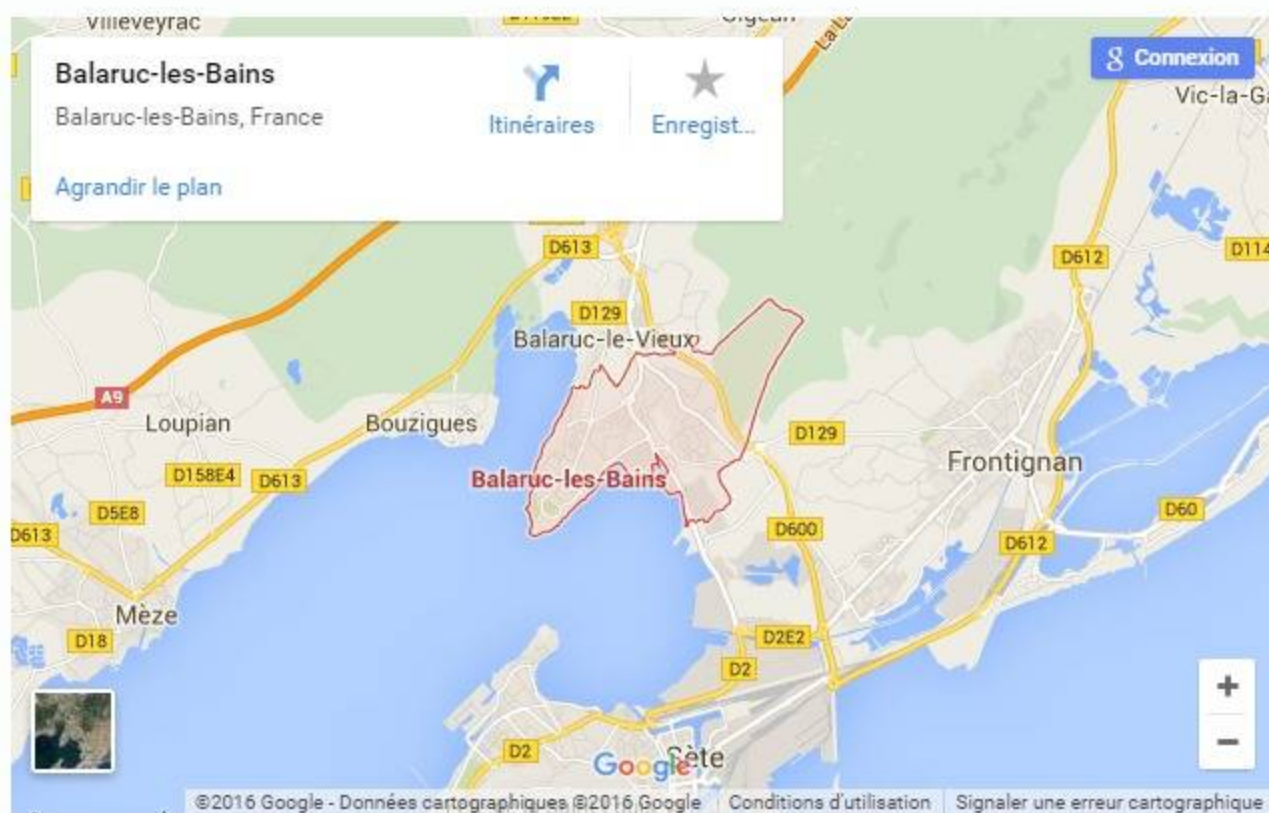 Villeveyrac
Balaruc-les-Bains
Balaruc-les-Bains, France
Itinéraires
Enregist...
Agrandir le plan
Connexion
Vic-la-Ga
D613
D612
D114
D129
Balaruc-le-Vieux
A9
Loupian
Bouzigues
D129
Frontignan
D158E4
D613
Balaruc-les-Bains
D5E8
D60
D613
D600
D612
Mèze
D18
D2E2
D2
+
−
D2
Google
Sète
©2016 Google - Données cartographiques ©2016 Google
Conditions d'utilisation
Signaler une erreur cartographique